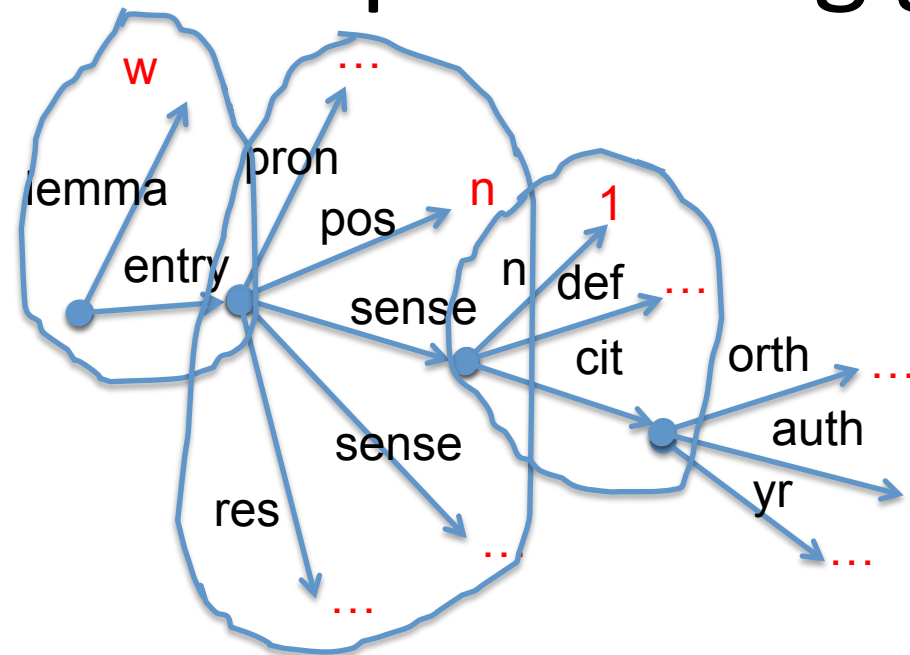 w
…
pron
lemma
n
1
pos
entry
n
def
…
sense
cit
orth
…
auth
sense
yr
res
…
…
…